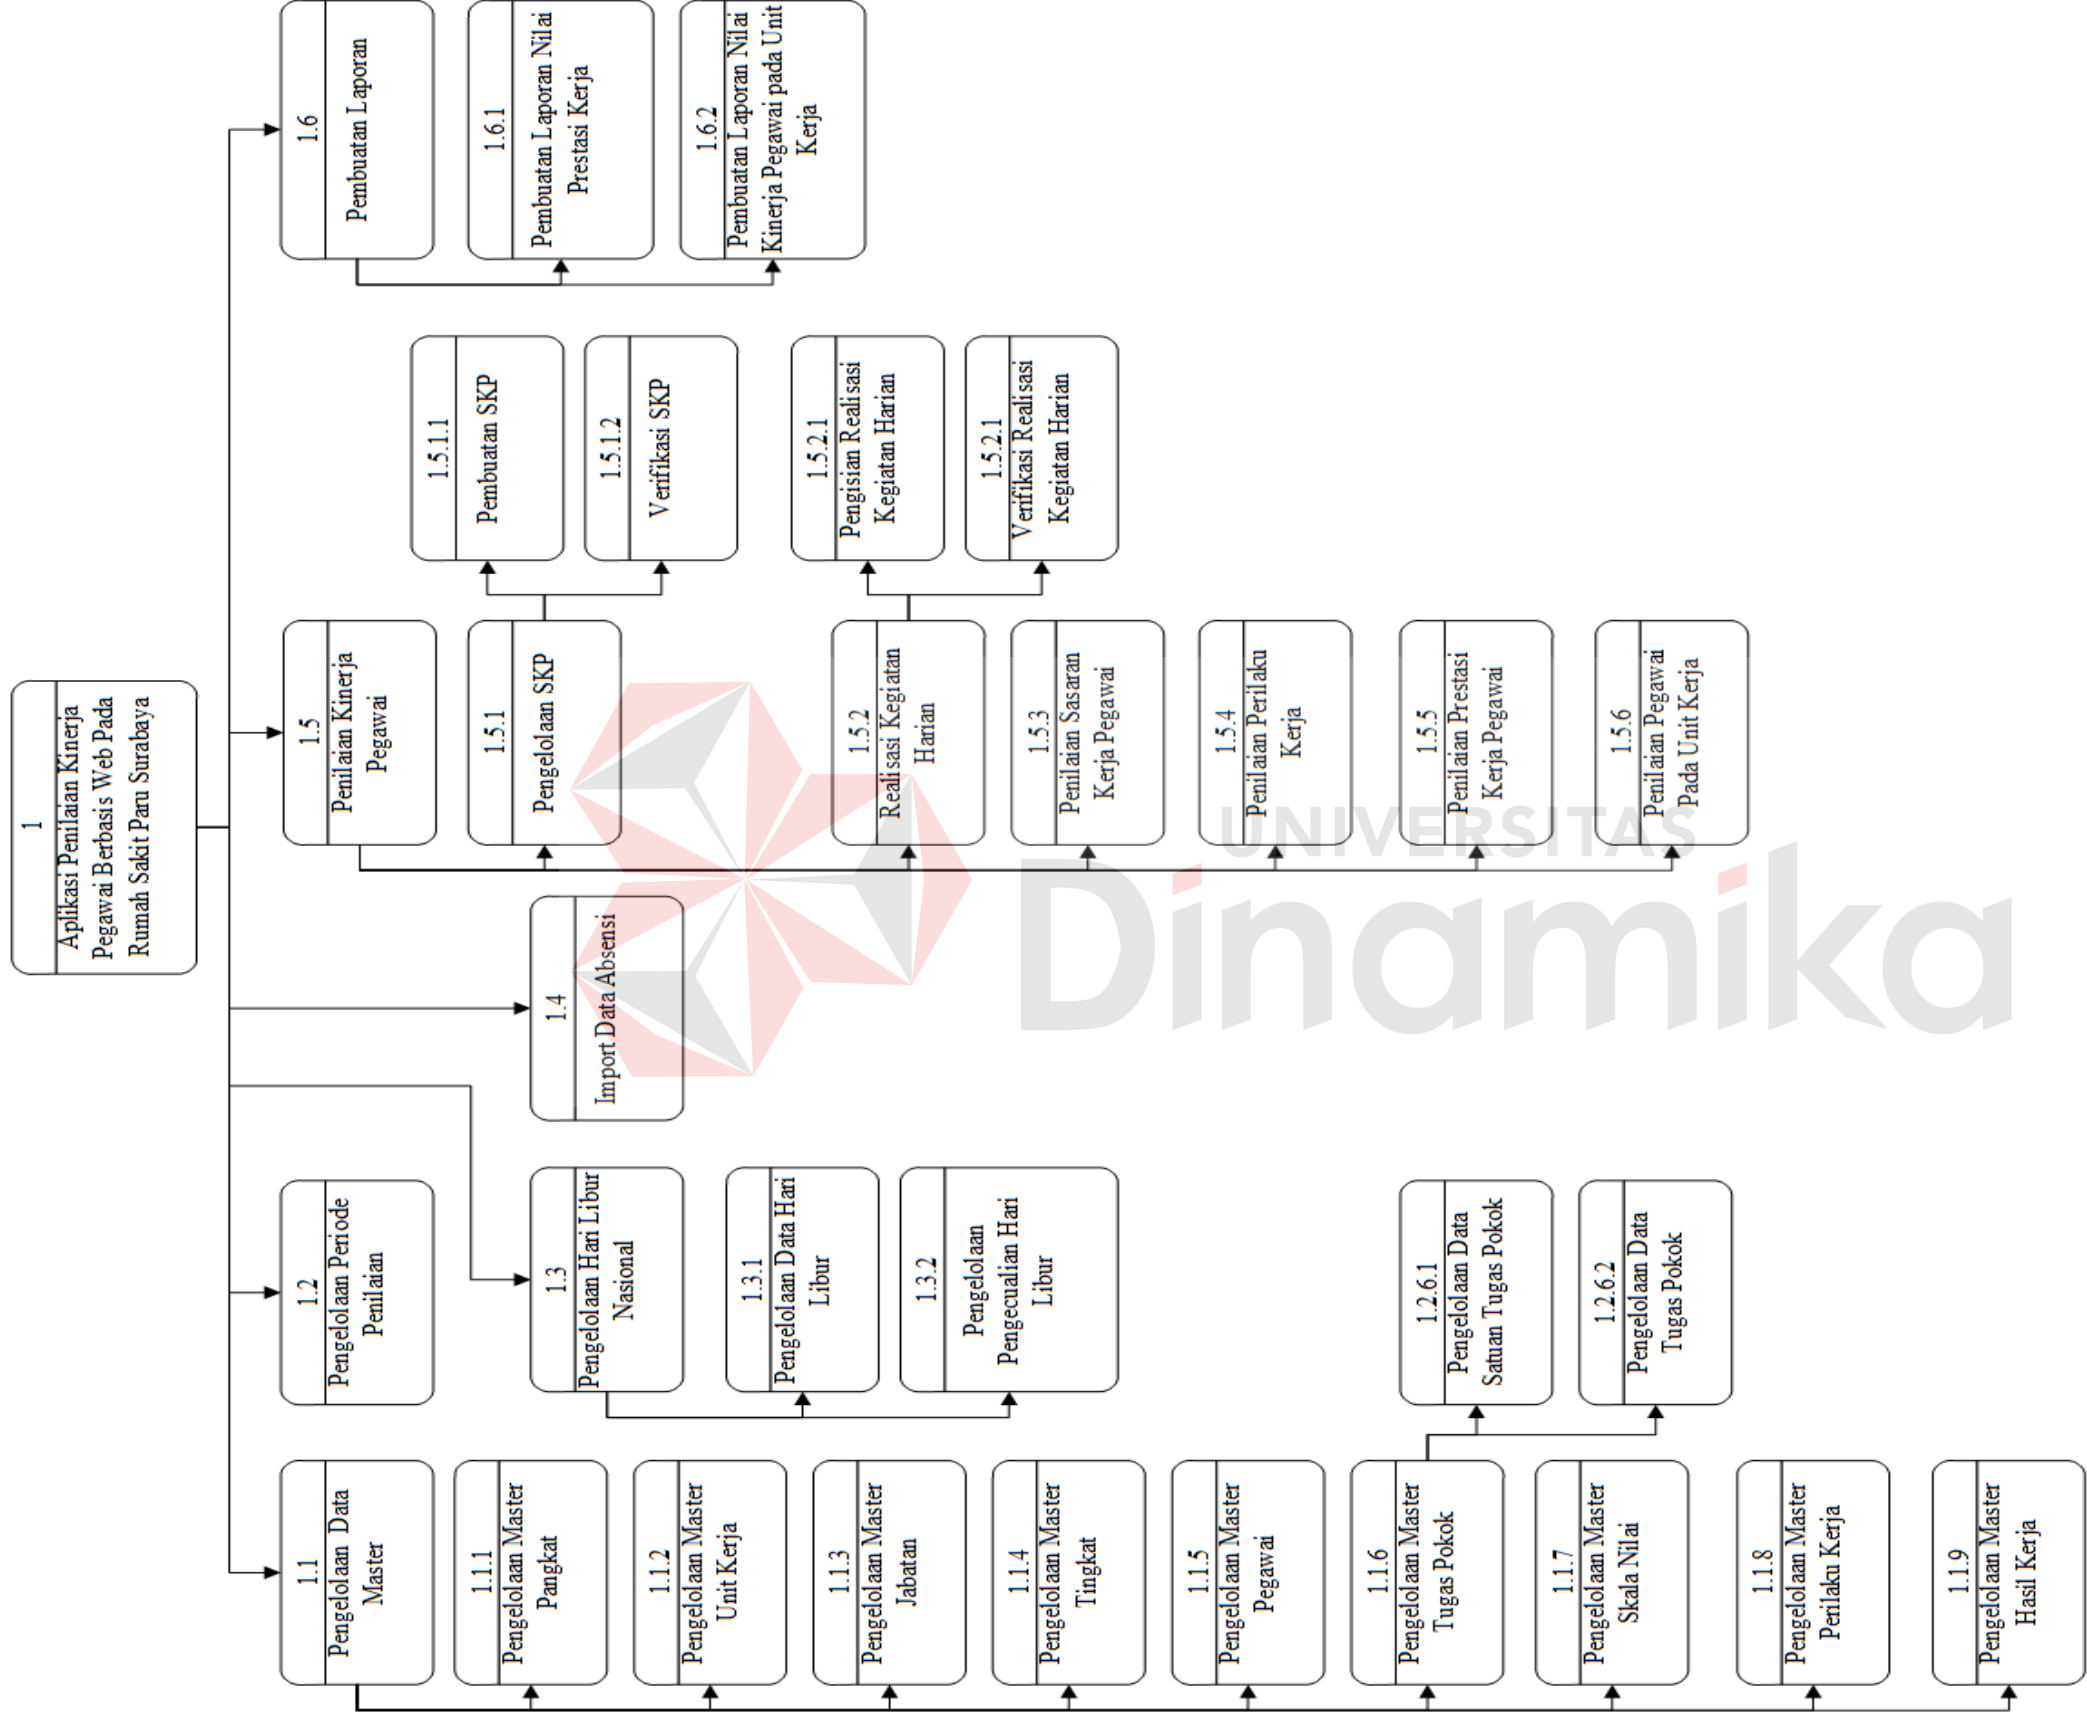 1
Aplikasi Penilaian Kinerja
Pegawai Berbasis Web Pada
Rumah Sakit Paru Surabaya
1.1
Pengelolaan Data
Master
1.1.1
Pengelolaan Master
Pangkat
1.1.2
Pengelolaan Master
Unit Kerja
1.1.3
Pengelolaan Master
Jabatan
1.1.4
Pengelolaan Master
Tingkat
1.1.5
Pengelolaan Master
Pegawai
1.1.6
Pengelolaan Master
Tugas Pokok
1.2.6.1
Pengelolaan Data
Satuan Tugas Pokok
1.2.6.2
Pengelolaan Data
Tugas Pokok
1.1.7
Pengelolaan Master
Skala Nilai
1.1.8
Pengelolaan Master
Perilaku Kerja
1.1.9
Pengelolaan Master
Hasil Kerja
1.2
Pengelolaan Periode
Penilaian
1.3
Pengelolaan Hari Libur
Nasional
1.3.1
Pengelolaan Data Hari
Libur
1.3.2
Pengelolaan
Pengecualian Hari
Libur
1.4
Import Data Absensi
1.5
Penilaian Kinerja
Pegawai
1.5.1
Pengelolaan SKP
1.5.1.1
Pembuatan SKP
1.5.1.2
Verifikasi SKP
1.5.2
Realisasi Kegiatan
Harian
1.5.2.1
Pengisian Realisasi
Kegiatan Harian
1.5.2.1
Verifikasi Realisasi
Kegiatan Harian
1.5.3
Penilaian Sasaran
Kerja Pegawai
1.5.4
Penilaian Perilaku
Kerja
1.5.5
Penilaian Prestasi
Kerja Pegawai
1.5.6
Penilaian Pegawai
Pada Unit Kerja
1.6
Pembuatan Laporan
1.6.1
Pembuatan Laporan Nilai
Prestasi Kerja
1.6.2
Pembuatan Laporan Nilai
Kinerja Pegawai pada Unit
Kerja
UNIVERSITAS
Dinamika